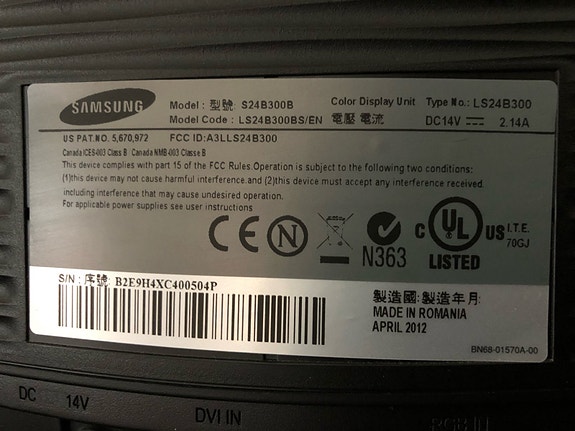 SAMSUNG
Model : 型號: S24B300B Color Display Unit Type No.: LS24B300
Model Code : LS24B300BS/EN 電壓 電流 DC14V ⎓ 2.14A
US PAT.NO. 5,670,972 FCC ID:A3LLS24B300
Canada ICES-003 Class B Canada NMB-003 Classe B
This device complies with part 15 of the FCC Rules.Operation is subject to the following two conditions:
(1)this device may not cause harmful interference.and (2)this device must accept any interference received.
including interference that may cause undesired operation.
For applicable power supplies see user instructions
CE N N363 C UL US LISTED I.T.E. 70GJ
S/N : 序號: B2E9H4XC400504P
製造國: 製造年月:
MADE IN ROMANIA
APRIL 2012
BN68-01570A-00
DC 14V DVI IN RGB IN